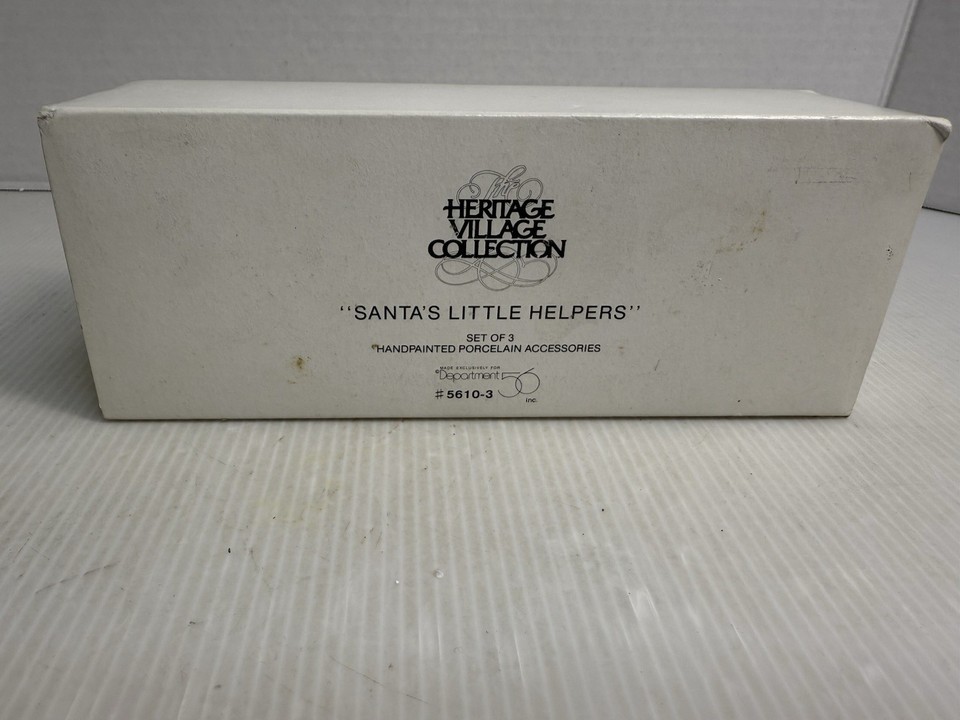 The
HERITAGE
VILLAGE
COLLECTION
‘‘SANTA'S LITTLE HELPERS’’
SET OF 3
HANDPAINTED PORCELAIN ACCESSORIES
MADE EXCLUSIVELY FOR
©Department 56
#5610-3 inc.